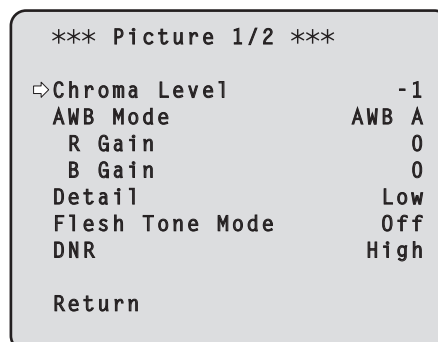 *** Picture 1/2 ***
⇨Chroma Level -1
AWB Mode AWB A
R Gain 0
B Gain 0
Detail Low
Flesh Tone Mode Off
DNR High
Return